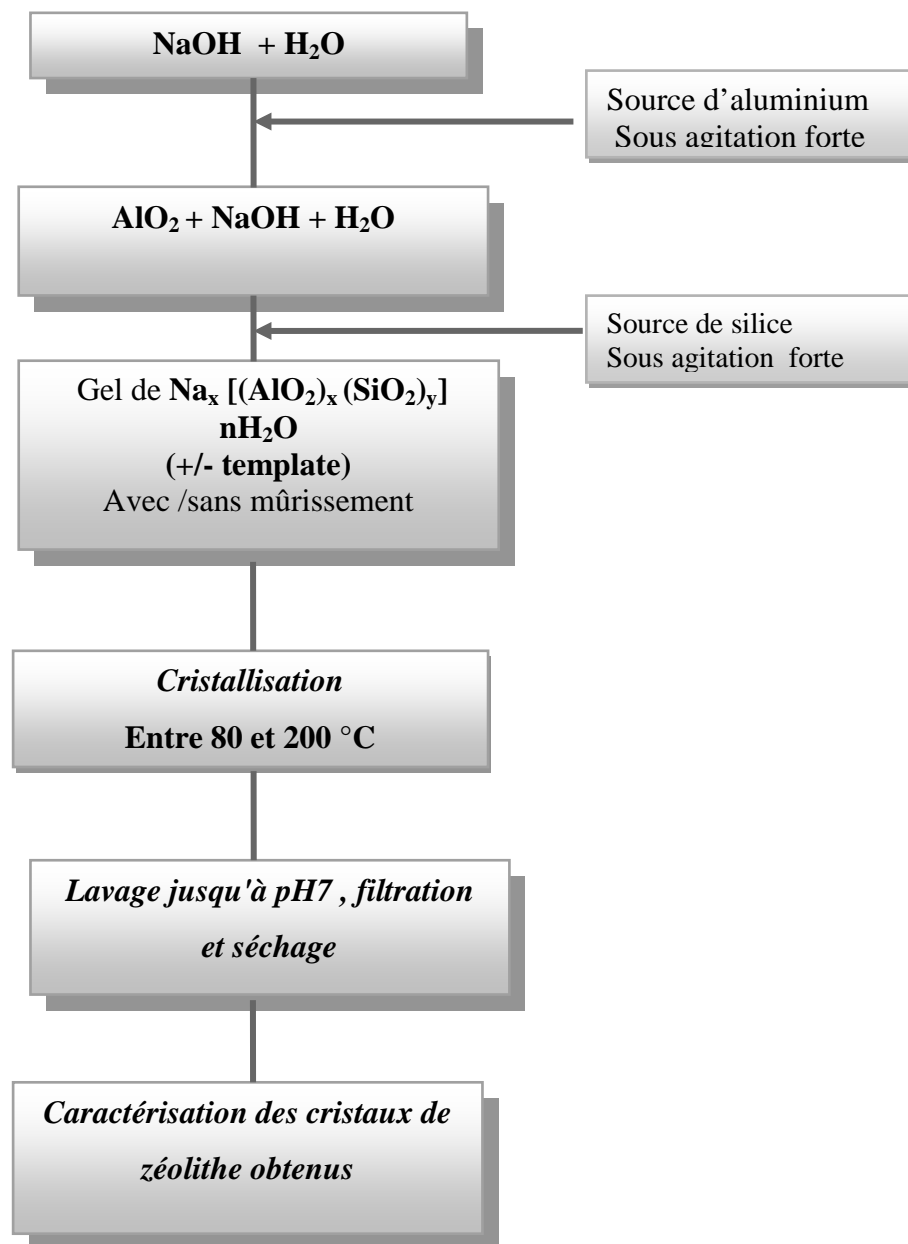 NaOH + H₂O
Source d'aluminium
Sous agitation forte
AlO₂ + NaOH + H₂O
Source de silice
Sous agitation forte
Gel de Naₓ [(AlO₂)ₓ (SiO₂)ᵧ]
nH₂O
(+/- template)
Avec /sans mûrissement
Cristallisation
Entre 80 et 200 °C
Lavage jusqu'à pH7 , filtration
et séchage
Caractérisation des cristaux de
zéolithe obtenus